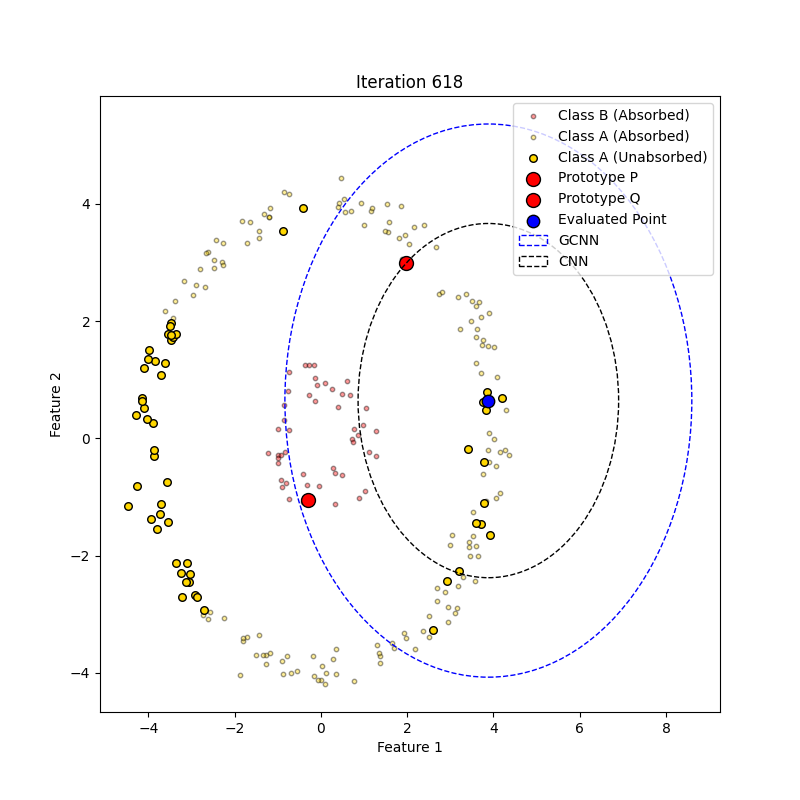 Iteration 618
Class B (Absorbed)
Class A (Absorbed)
Class A (Unabsorbed)
Prototype P
Prototype Q
Evaluated Point
GCNN
CNN
Feature 2
4
2
0
−2
−4
−4
−2
0
2
4
6
8
Feature 1